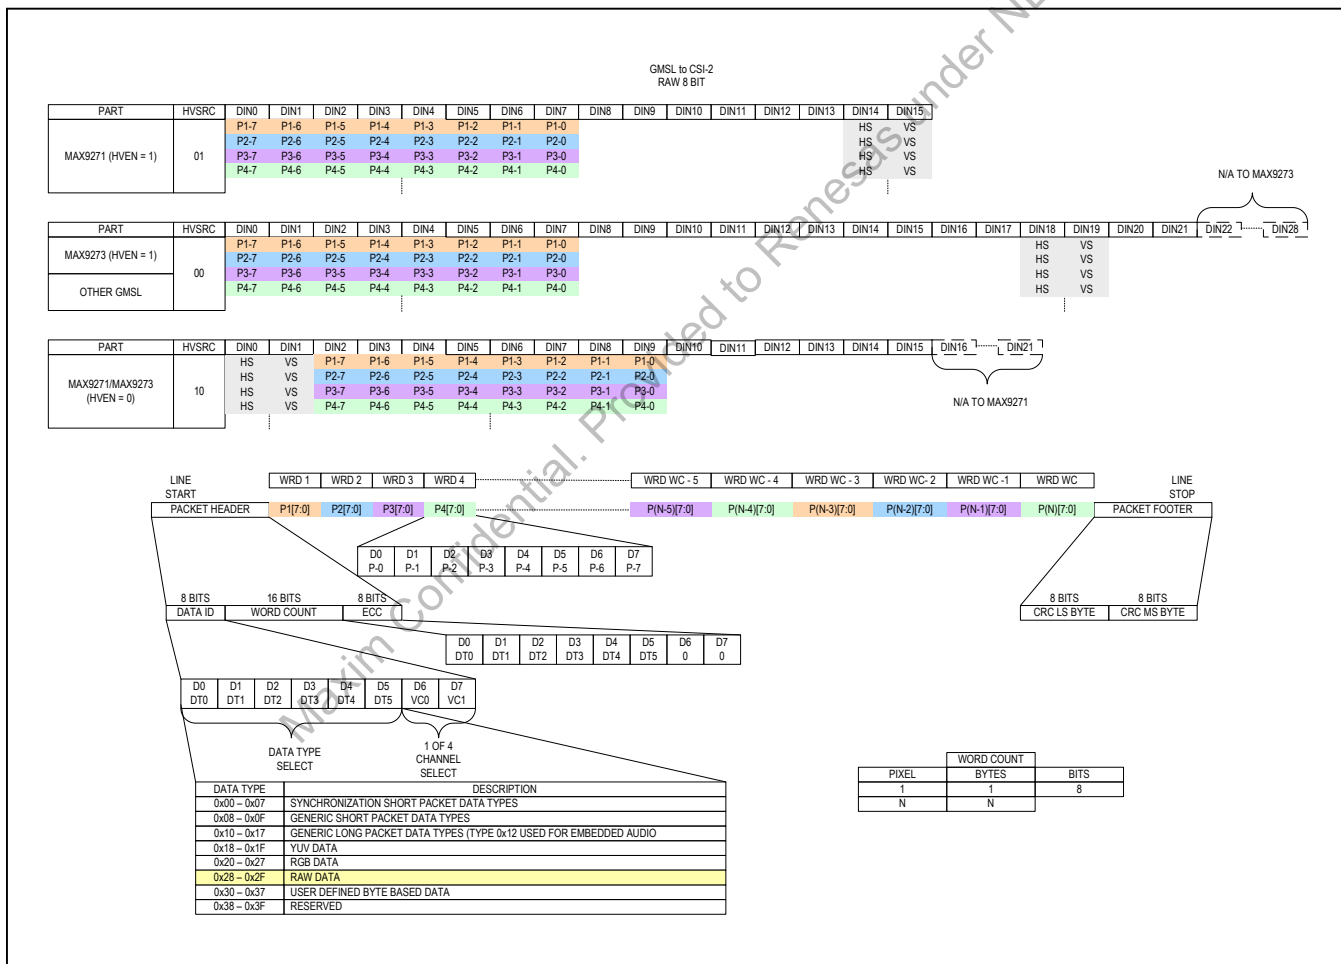 GMSL to CSI-2
RAW 8 BIT
PART HVSRC DIN0 DIN1 DIN2 DIN3 DIN4 DIN5 DIN6 DIN7 DIN8 DIN9 DIN10 DIN11 DIN12 DIN13 DIN14 DIN15
P1-7 P1-6 P1-5 P1-4 P1-3 P1-2 P1-1 P1-0 HS VS
P2-7 P2-6 P2-5 P2-4 P2-3 P2-2 P2-1 P2-0 HS VS
MAX9271 (HVEN = 1) 01
P3-7 P3-6 P3-5 P3-4 P3-3 P3-2 P3-1 P3-0 HS VS
P4-7 P4-6 P4-5 P4-4 P4-3 P4-2 P4-1 P4-0 HS VS
N/A TO MAX9273
PART HVSRC DIN0 DIN1 DIN2 DIN3 DIN4 DIN5 DIN6 DIN7 DIN8 DIN9 DIN10 DIN11 DIN12 DIN13 DIN14 DIN15 DIN16 DIN17 DIN18 DIN19 DIN20 DIN21 DIN22 DIN28
P1-7 P1-6 P1-5 P1-4 P1-3 P1-2 P1-1 P1-0 HS VS
MAX9273 (HVEN = 1)
P2-7 P2-6 P2-5 P2-4 P2-3 P2-2 P2-1 P2-0 HS VS
00
P3-7 P3-6 P3-5 P3-4 P3-3 P3-2 P3-1 P3-0 HS VS
OTHER GMSL
P4-7 P4-6 P4-5 P4-4 P4-3 P4-2 P4-1 P4-0 HS VS
PART HVSRC DIN0 DIN1 DIN2 DIN3 DIN4 DIN5 DIN6 DIN7 DIN8 DIN9 DIN10 DIN11 DIN12 DIN13 DIN14 DIN15 DIN16 DIN21
HS VS P1-7 P1-6 P1-5 P1-4 P1-3 P1-2 P1-1 P1-0
HS VS P2-7 P2-6 P2-5 P2-4 P2-3 P2-2 P2-1 P2-0
MAX9271/MAX9273
(HVEN = 0)
10
HS VS P3-7 P3-6 P3-5 P3-4 P3-3 P3-2 P3-1 P3-0
HS VS P4-7 P4-6 P4-5 P4-4 P4-3 P4-2 P4-1 P4-0
N/A TO MAX9271
LINE
START
WRD 1 WRD 2 WRD 3 WRD 4 WRD WC - 5 WRD WC - 4 WRD WC - 3 WRD WC- 2 WRD WC -1 WRD WC
LINE
STOP
PACKET HEADER P1[7:0] P2[7:0] P3[7:0] P4[7:0] P(N-5)[7:0] P(N-4)[7:0] P(N-3)[7:0] P(N-2)[7:0] P(N-1)[7:0] P(N)[7:0] PACKET FOOTER
D0 D1 D2 D3 D4 D5 D6 D7
P-0 P-1 P-2 P-3 P-4 P-5 P-6 P-7
8 BITS 16 BITS 8 BITS
DATA ID WORD COUNT ECC
8 BITS 8 BITS
CRC LS BYTE CRC MS BYTE
D0 D1 D2 D3 D4 D5 D6 D7
DT0 DT1 DT2 DT3 DT4 DT5 0 0
D0 D1 D2 D3 D4 D5 D6 D7
DT0 DT1 DT2 DT3 DT4 DT5 VC0 VC1
DATA TYPE
SELECT
1 OF 4
CHANNEL
SELECT
DATA TYPE DESCRIPTION
0x00 – 0x07 SYNCHRONIZATION SHORT PACKET DATA TYPES
0x08 – 0x0F GENERIC SHORT PACKET DATA TYPES
0x10 – 0x17 GENERIC LONG PACKET DATA TYPES (TYPE 0x12 USED FOR EMBEDDED AUDIO
0x18 – 0x1F YUV DATA
0x20 – 0x27 RGB DATA
0x28 – 0x2F RAW DATA
0x30 – 0x37 USER DEFINED BYTE BASED DATA
0x38 – 0x3F RESERVED
WORD COUNT
PIXEL BYTES BITS
1 1 8
N N
Maxim Confidential. Provided to Renesas under